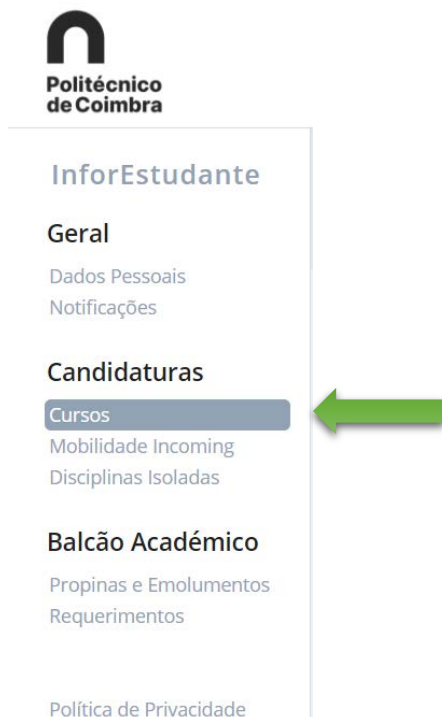 Politécnico
de Coimbra
InforEstudante
Geral
Dados Pessoais
Notificações
Candidaturas
Cursos
Mobilidade Incoming
Disciplinas Isoladas
Balcão Académico
Propinas e Emolumentos
Requerimentos
Política de Privacidade